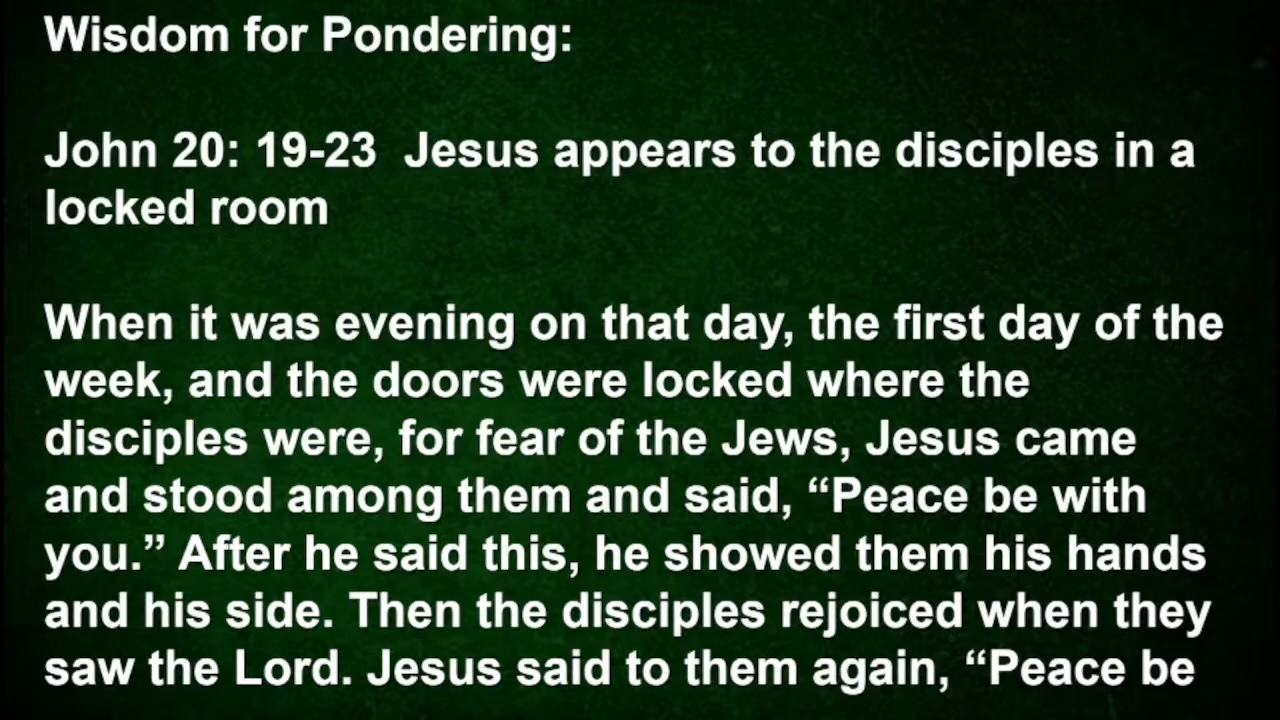 Wisdom for Pondering:
John 20: 19-23  Jesus appears to the disciples in a
locked room
When it was evening on that day, the first day of the
week, and the doors were locked where the
disciples were, for fear of the Jews, Jesus came
and stood among them and said, “Peace be with
you.” After he said this, he showed them his hands
and his side. Then the disciples rejoiced when they
saw the Lord. Jesus said to them again, “Peace be